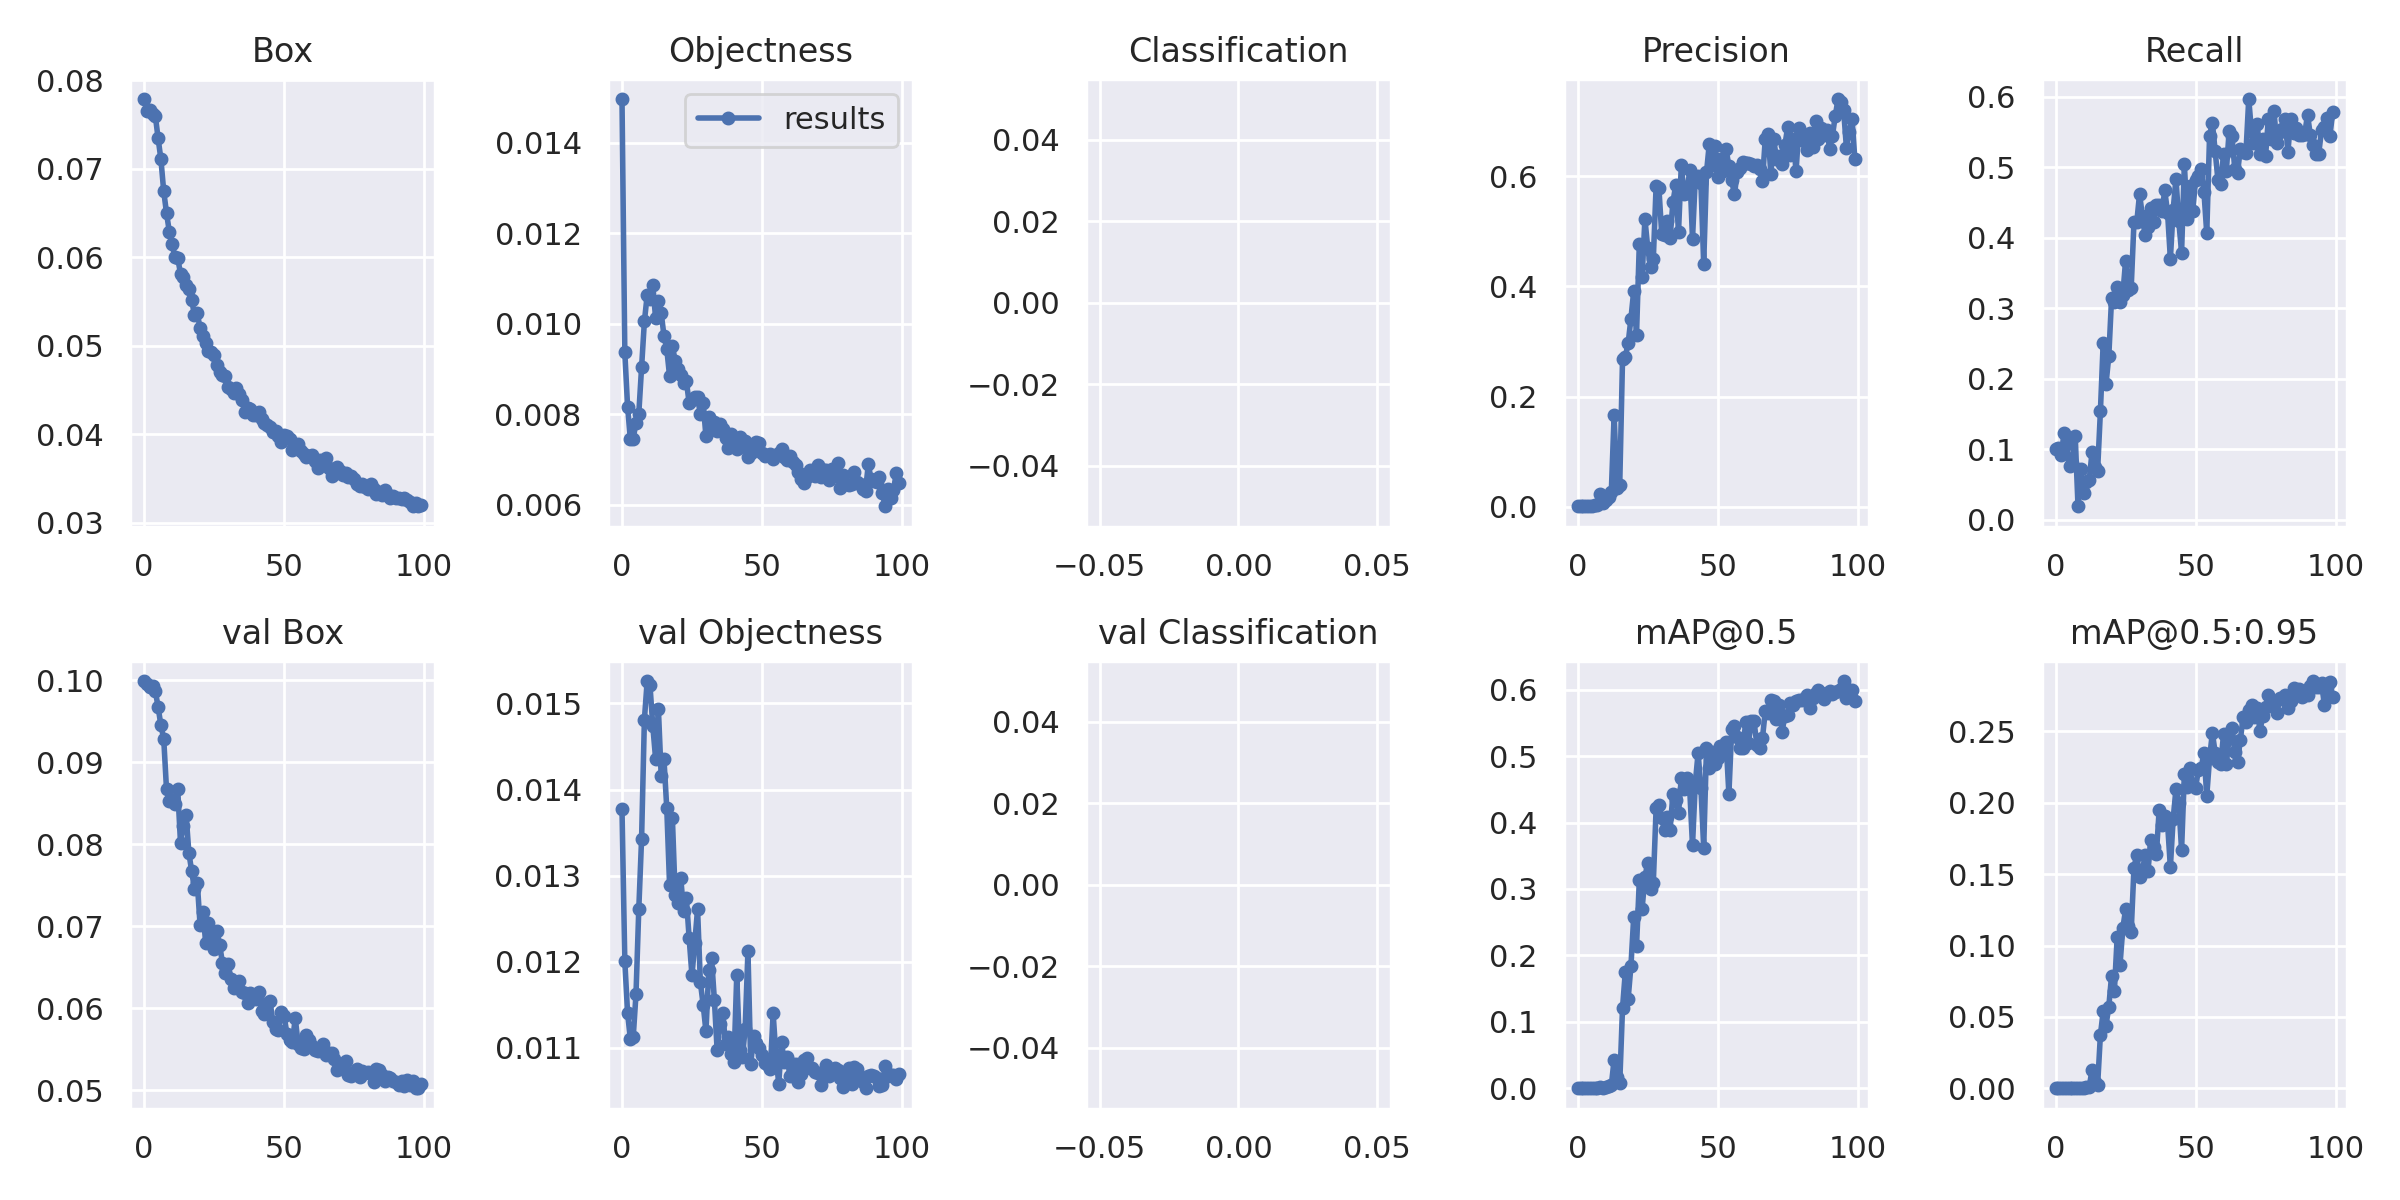 Box
0.08
0.07
0.06
0.05
0.04
0.03
0 50 100
Objectness
results
0.014
0.012
0.010
0.008
0.006
0 50 100
Classification
0.04
0.02
0.00
−0.02
−0.04
−0.05 0.00 0.05
Precision
0.6
0.4
0.2
0.0
0 50 100
Recall
0.6
0.5
0.4
0.3
0.2
0.1
0.0
0 50 100
val Box
0.10
0.09
0.08
0.07
0.06
0.05
0 50 100
val Objectness
0.015
0.014
0.013
0.012
0.011
0 50 100
val Classification
0.04
0.02
0.00
−0.02
−0.04
−0.05 0.00 0.05
mAP@0.5
0.6
0.5
0.4
0.3
0.2
0.1
0.0
0 50 100
mAP@0.5:0.95
0.25
0.20
0.15
0.10
0.05
0.00
0 50 100